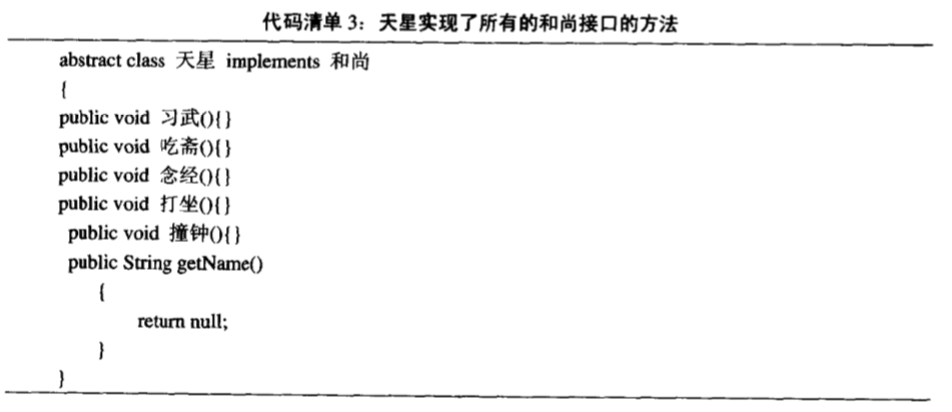 代码清单 3：天星实现了所有的和尚接口的方法
abstract class 天星 implements 和尚
{
public void 习武(){}
public void 吃斋(){}
public void 念经(){}
public void 打坐(){}
public void 撞钟(){}
public String getName()
{
return null;
}
}